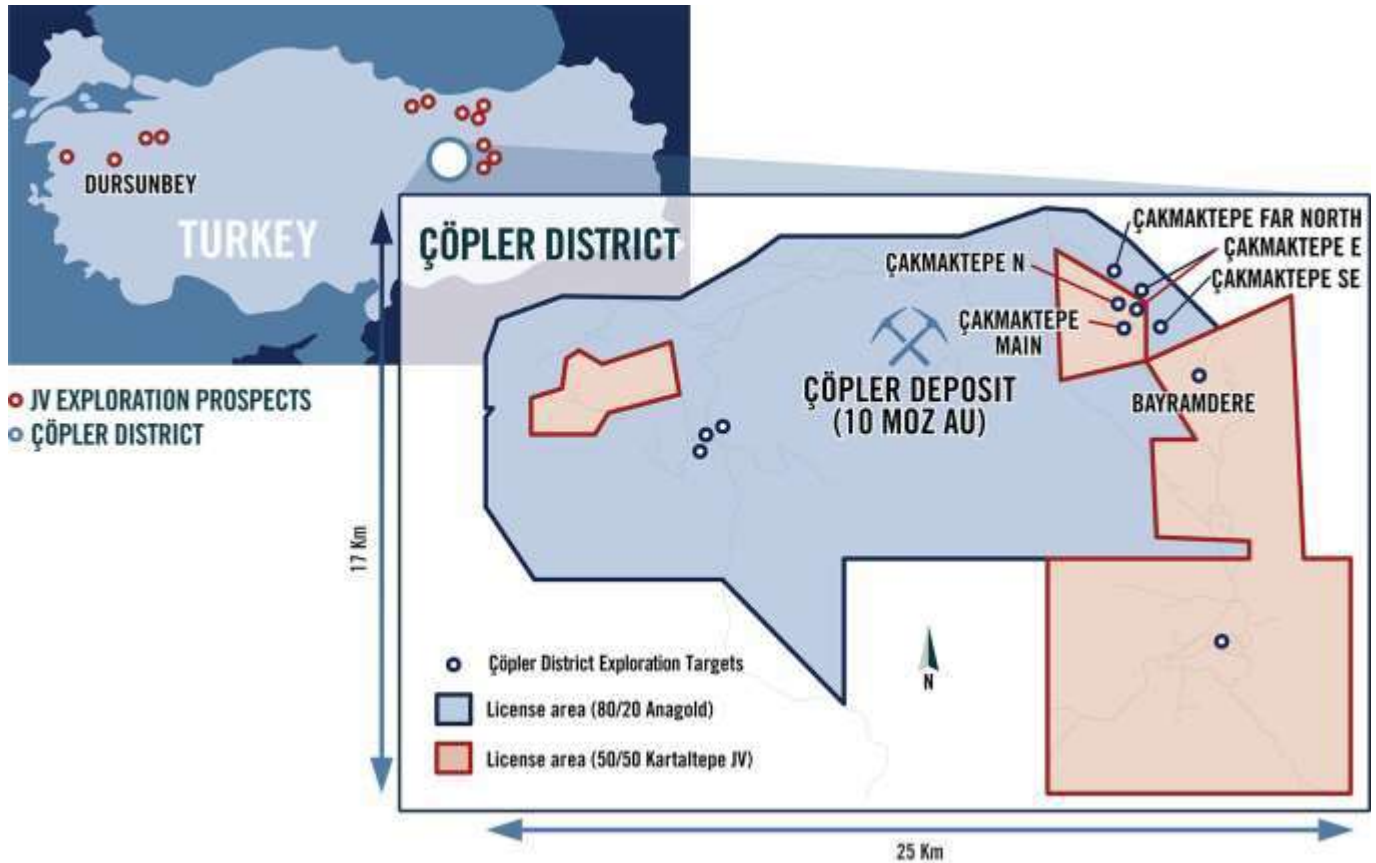 DURSUNBEY
TURKEY
JV EXPLORATION PROSPECTS
ÇÖPLER DISTRICT
ÇÖPLER DISTRICT
ÇAKMAKTEPE FAR NORTH
ÇAKMAKTEPE E
ÇAKMAKTEPE N
ÇAKMAKTEPE SE
ÇAKMAKTEPE
MAIN
ÇÖPLER DEPOSIT
(10 MOZ AU)
BAYRAMDERE
17 Km
N
Çöpler District Exploration Targets
License area (80/20 Anagold)
License area (50/50 Kartaltepe JV)
25 Km